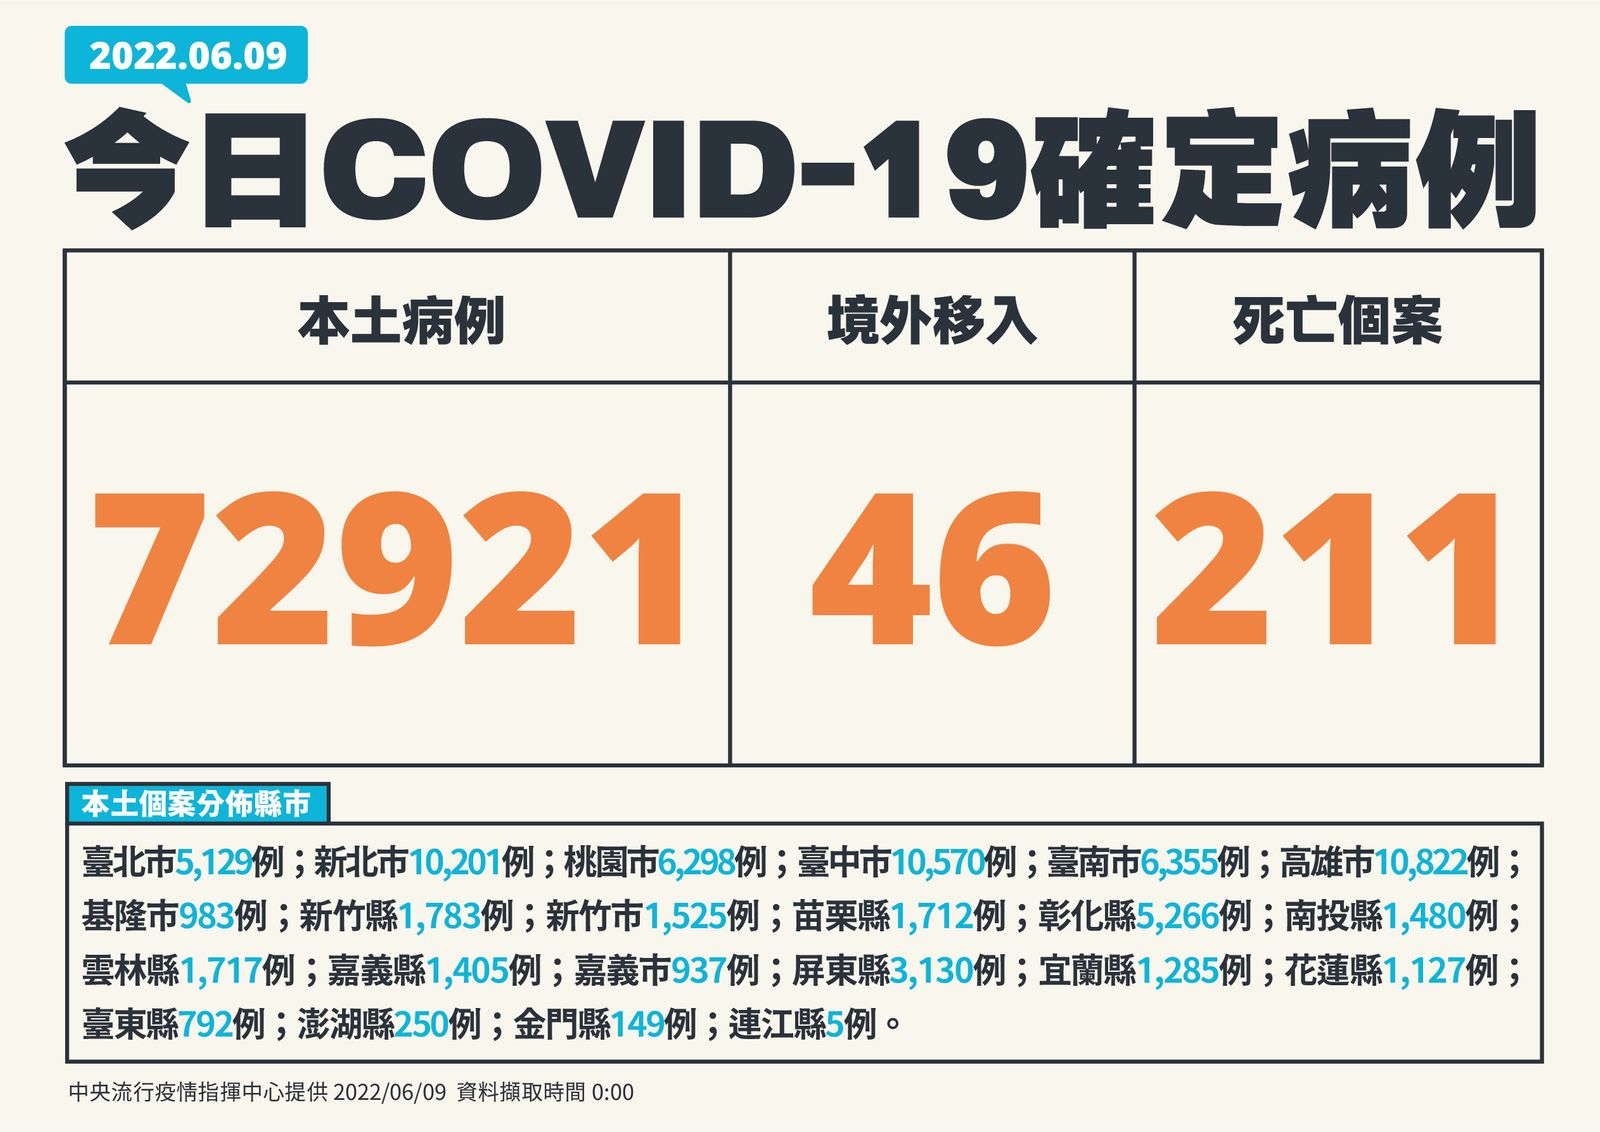 2022.06.09
今日COVID-19確定病例
本土病例 境外移入 死亡個案
72921 46 211
本土個案分佈縣市
臺北市5,129例；新北市10,201例；桃園市6,298例；臺中市10,570例；臺南市6,355例；高雄市10,822例；
基隆市983例；新竹縣1,783例；新竹市1,525例；苗栗縣1,712例；彰化縣5,266例；南投縣1,480例；
雲林縣1,717例；嘉義縣1,405例；嘉義市937例；屏東縣3,130例；宜蘭縣1,285例；花蓮縣1,127例；
臺東縣792例；澎湖縣250例；金門縣149例；連江縣5例。
中央流行疫情指揮中心提供 2022/06/09 資料擷取時間 0:00